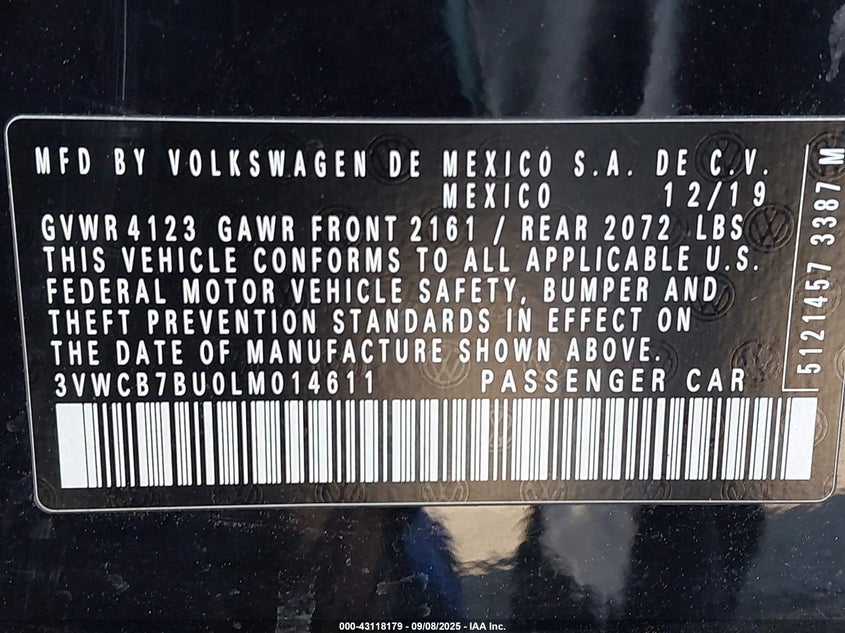 MFD BY VOLKSWAGEN DE MEXICO S.A. DE C.V.
MEXICO 12/19
GVWR 4123 GAWR FRONT 2161 / REAR 2072 LBS
THIS VEHICLE CONFORMS TO ALL APPLICABLE U.S.
FEDERAL MOTOR VEHICLE SAFETY, BUMPER AND
THEFT PREVENTION STANDARDS IN EFFECT ON
THE DATE OF MANUFACTURE SHOWN ABOVE.
3VWCB7BU0LM014611 PASSENGER CAR
5121457 3387 M
000-43118179 - 09/08/2025 - IAA Inc.